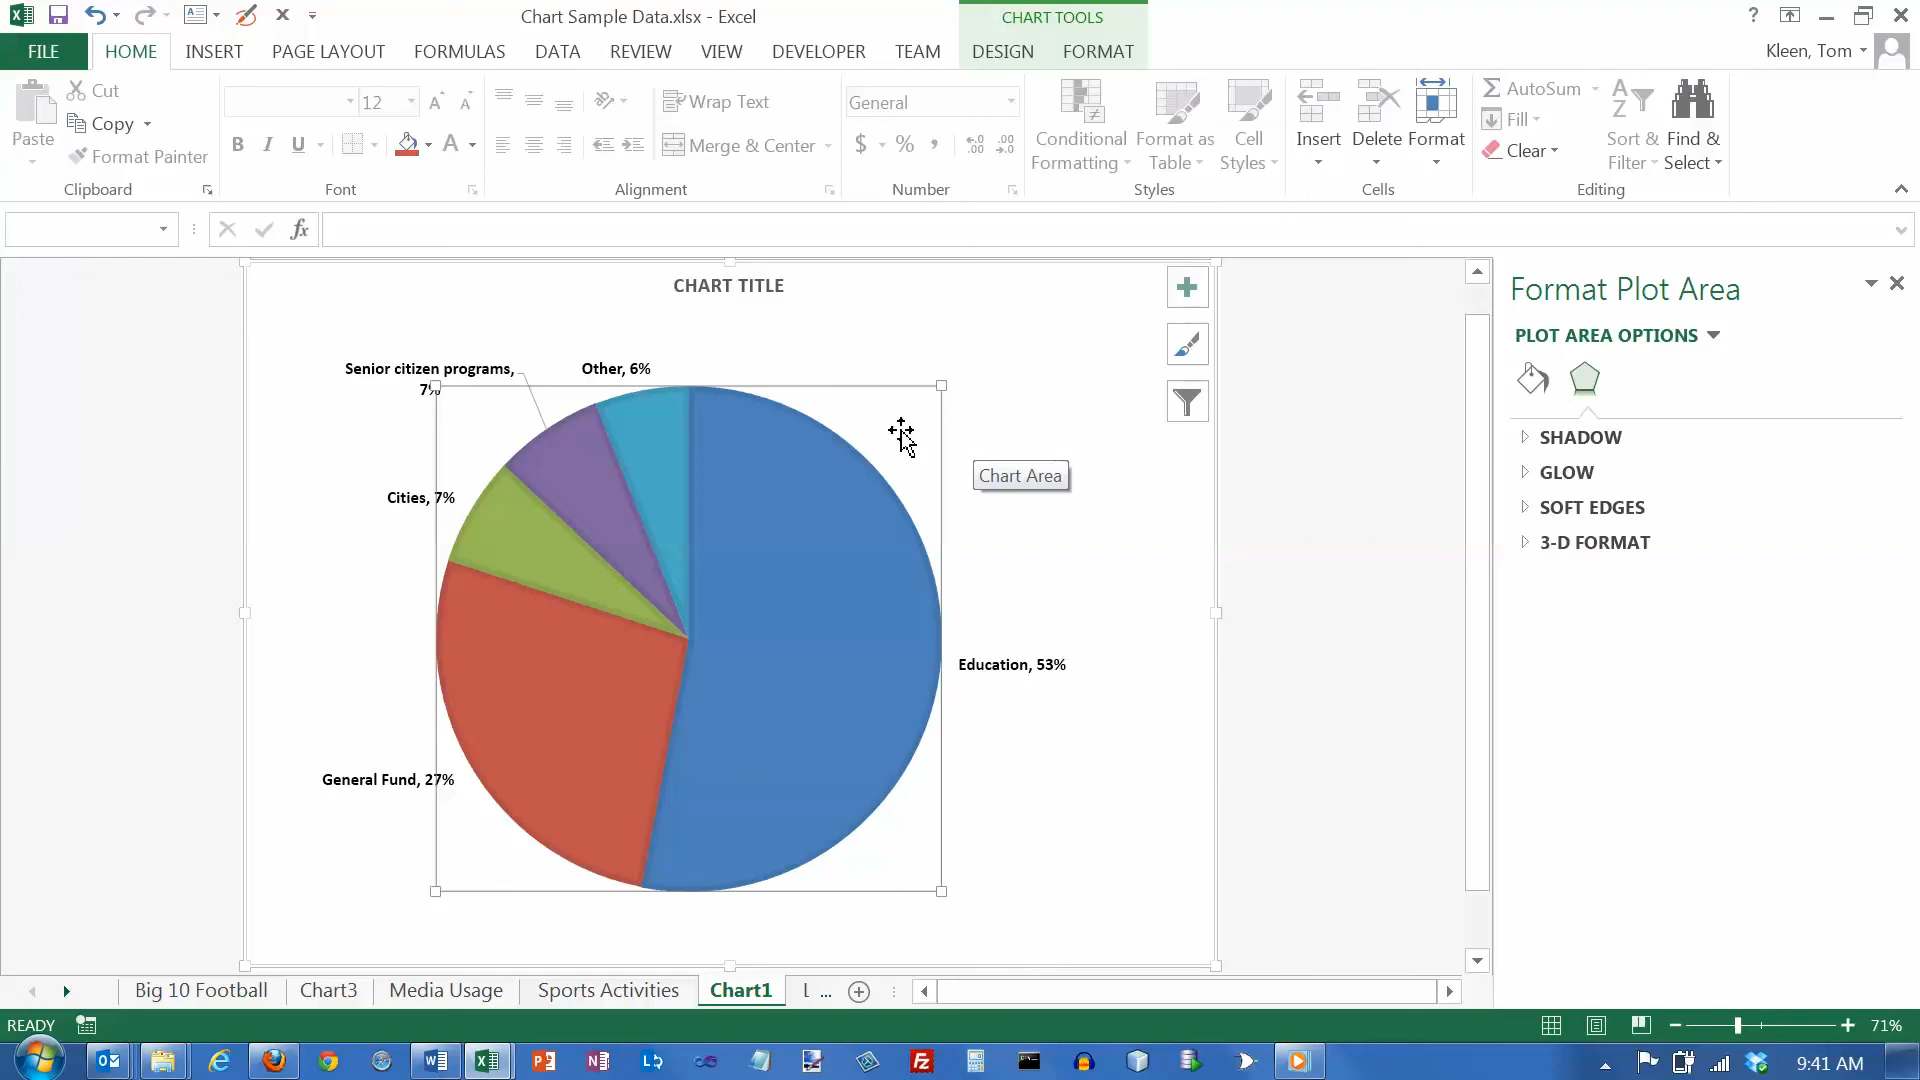 Chart Sample Data.xlsx - Excel
CHART TOOLS
?
FILE
HOME
INSERT
PAGE LAYOUT
FORMULAS
DATA
REVIEW
VIEW
DEVELOPER
TEAM
DESIGN
FORMAT
Kleen, Tom
Paste
Cut
Copy
Format Painter
Clipboard
12
A A
B I U
A
Font
Wrap Text
Merge & Center
Alignment
General
$ % ,
←.0 .00
.00 →.0
Number
Conditional Formatting
Format as Table
Cell Styles
Styles
Insert
Delete
Format
Cells
AutoSum
Fill
Clear
Sort & Filter
Find & Select
Editing
fx
CHART TITLE
Senior citizen programs,
7%
Other, 6%
Cities, 7%
Chart Area
Education, 53%
General Fund, 27%
Format Plot Area
PLOT AREA OPTIONS
SHADOW
GLOW
SOFT EDGES
3-D FORMAT
Big 10 Football
Chart3
Media Usage
Sports Activities
Chart1
...
READY
71%
9:41 AM